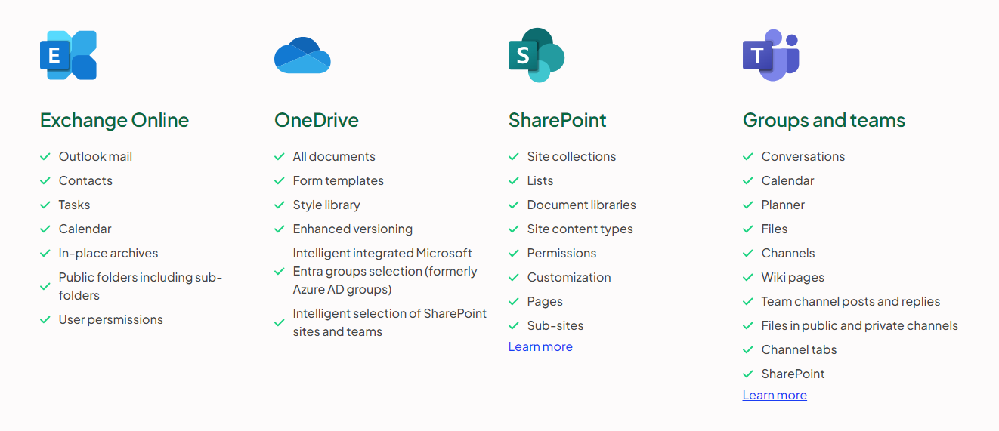 E
Exchange Online
Outlook mail
Contacts
Tasks
Calendar
In-place archives
Public folders including sub-
folders
User persmissions
OneDrive
All documents
Form templates
Style library
Enhanced versioning
Intelligent integrated Microsoft
Entra groups selection (formerly
Azure AD groups)
Intelligent selection of SharePoint
sites and teams
S
SharePoint
Site collections
Lists
Document libraries
Site content types
Permissions
Customization
Pages
Sub-sites
Learn more
T
Groups and teams
Conversations
Calendar
Planner
Files
Channels
Wiki pages
Team channel posts and replies
Files in public and private channels
Channel tabs
SharePoint
Learn more